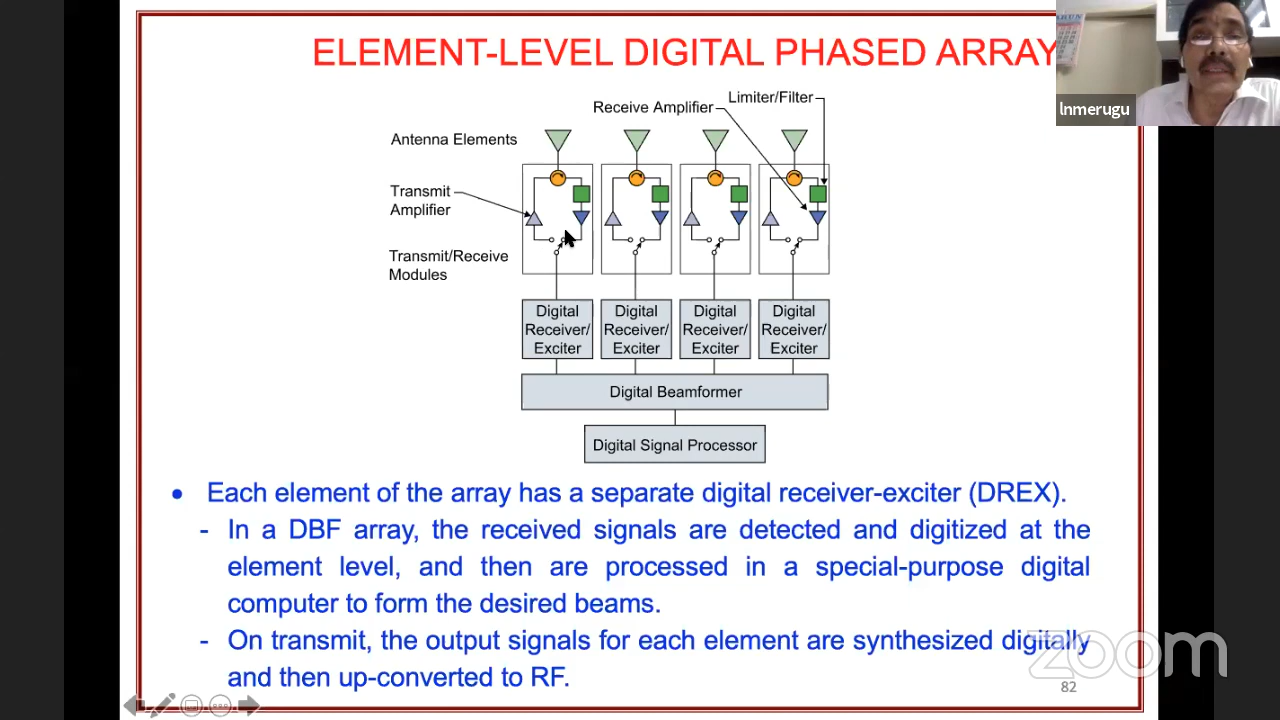 ELEMENT-LEVEL DIGITAL PHASED ARRAY
lnmerugu
Limiter/Filter
Receive Amplifier
Antenna Elements
Transmit
Amplifier
Transmit/Receive
Modules
Digital
Receiver/
Exciter
Digital
Receiver/
Exciter
Digital
Receiver/
Exciter
Digital
Receiver/
Exciter
Digital Beamformer
Digital Signal Processor
• Each element of the array has a separate digital receiver-exciter (DREX).
- In a DBF array, the received signals are detected and digitized at the
element level, and then are processed in a special-purpose digital
computer to form the desired beams.
- On transmit, the output signals for each element are synthesized digitally
and then up-converted to RF.
zoom
82